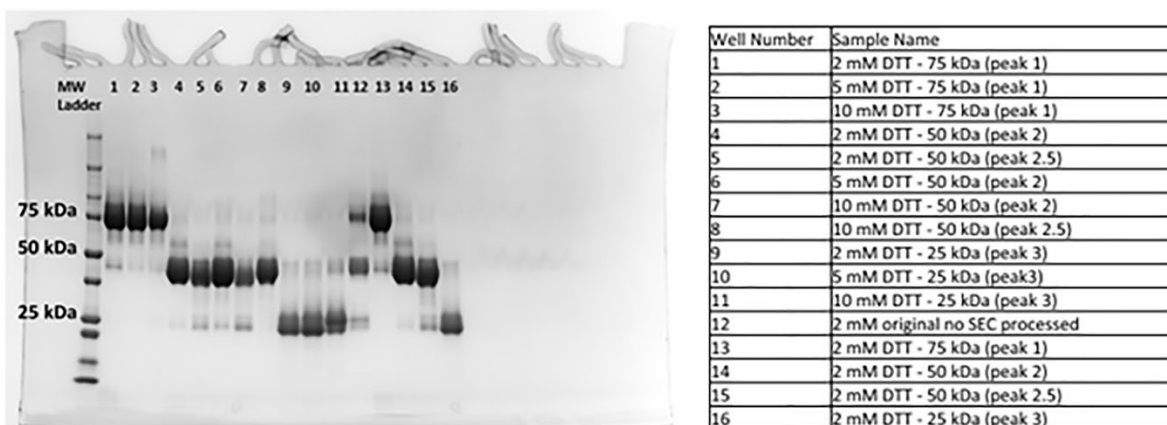 MW 1 2 3 4 5 6 7 8 9 10 11 12 13 14 15 16
Ladder
75 kDa
50 kDa
25 kDa
Well Number Sample Name
1 2 mM DTT - 75 kDa (peak 1)
2 5 mM DTT - 75 kDa (peak 1)
3 10 mM DTT - 75 kDa (peak 1)
4 2 mM DTT - 50 kDa (peak 2)
5 2 mM DTT - 50 kDa (peak 2.5)
6 5 mM DTT - 50 kDa (peak 2)
7 10 mM DTT - 50 kDa (peak 2)
8 10 mM DTT - 50 kDa (peak 2.5)
9 2 mM DTT - 25 kDa (peak 3)
10 5 mM DTT - 25 kDa (peak3)
11 10 mM DTT - 25 kDa (peak 3)
12 2 mM original no SEC processed
13 2 mM DTT - 75 kDa (peak 1)
14 2 mM DTT - 50 kDa (peak 2)
15 2 mM DTT - 50 kDa (peak 2.5)
16 2 mM DTT - 25 kDa (peak 3)